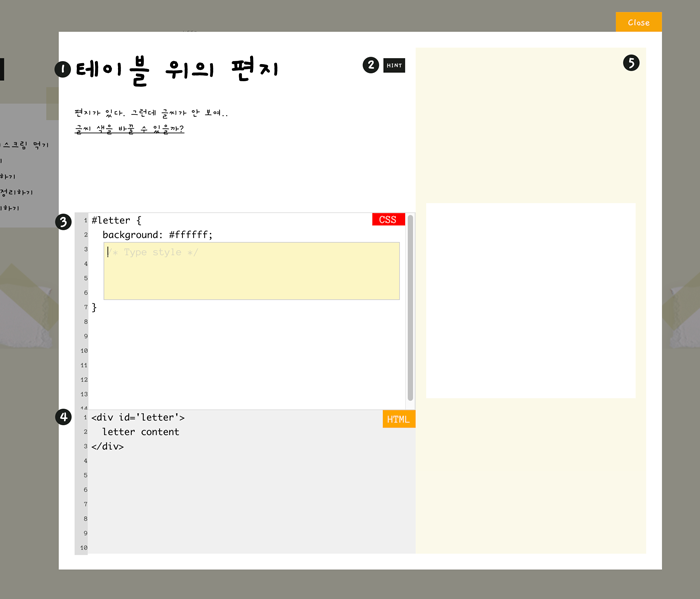 Close
1 테이블 위의 편지
2 HINT
5
편지가 있다. 그런데 글씨가 안 보여..
글씨 색을 바꿀 수 있을까?
스크림 먹기
하기
정리하기
하기
3
CSS
1 #letter {
2 background: #ffffff;
3 /* Type style */
4
5
6
7 }
8
9
10
11
12
13
14
4
HTML
1 <div id='letter'>
2 letter content
3 </div>
4
5
6
7
8
9
10